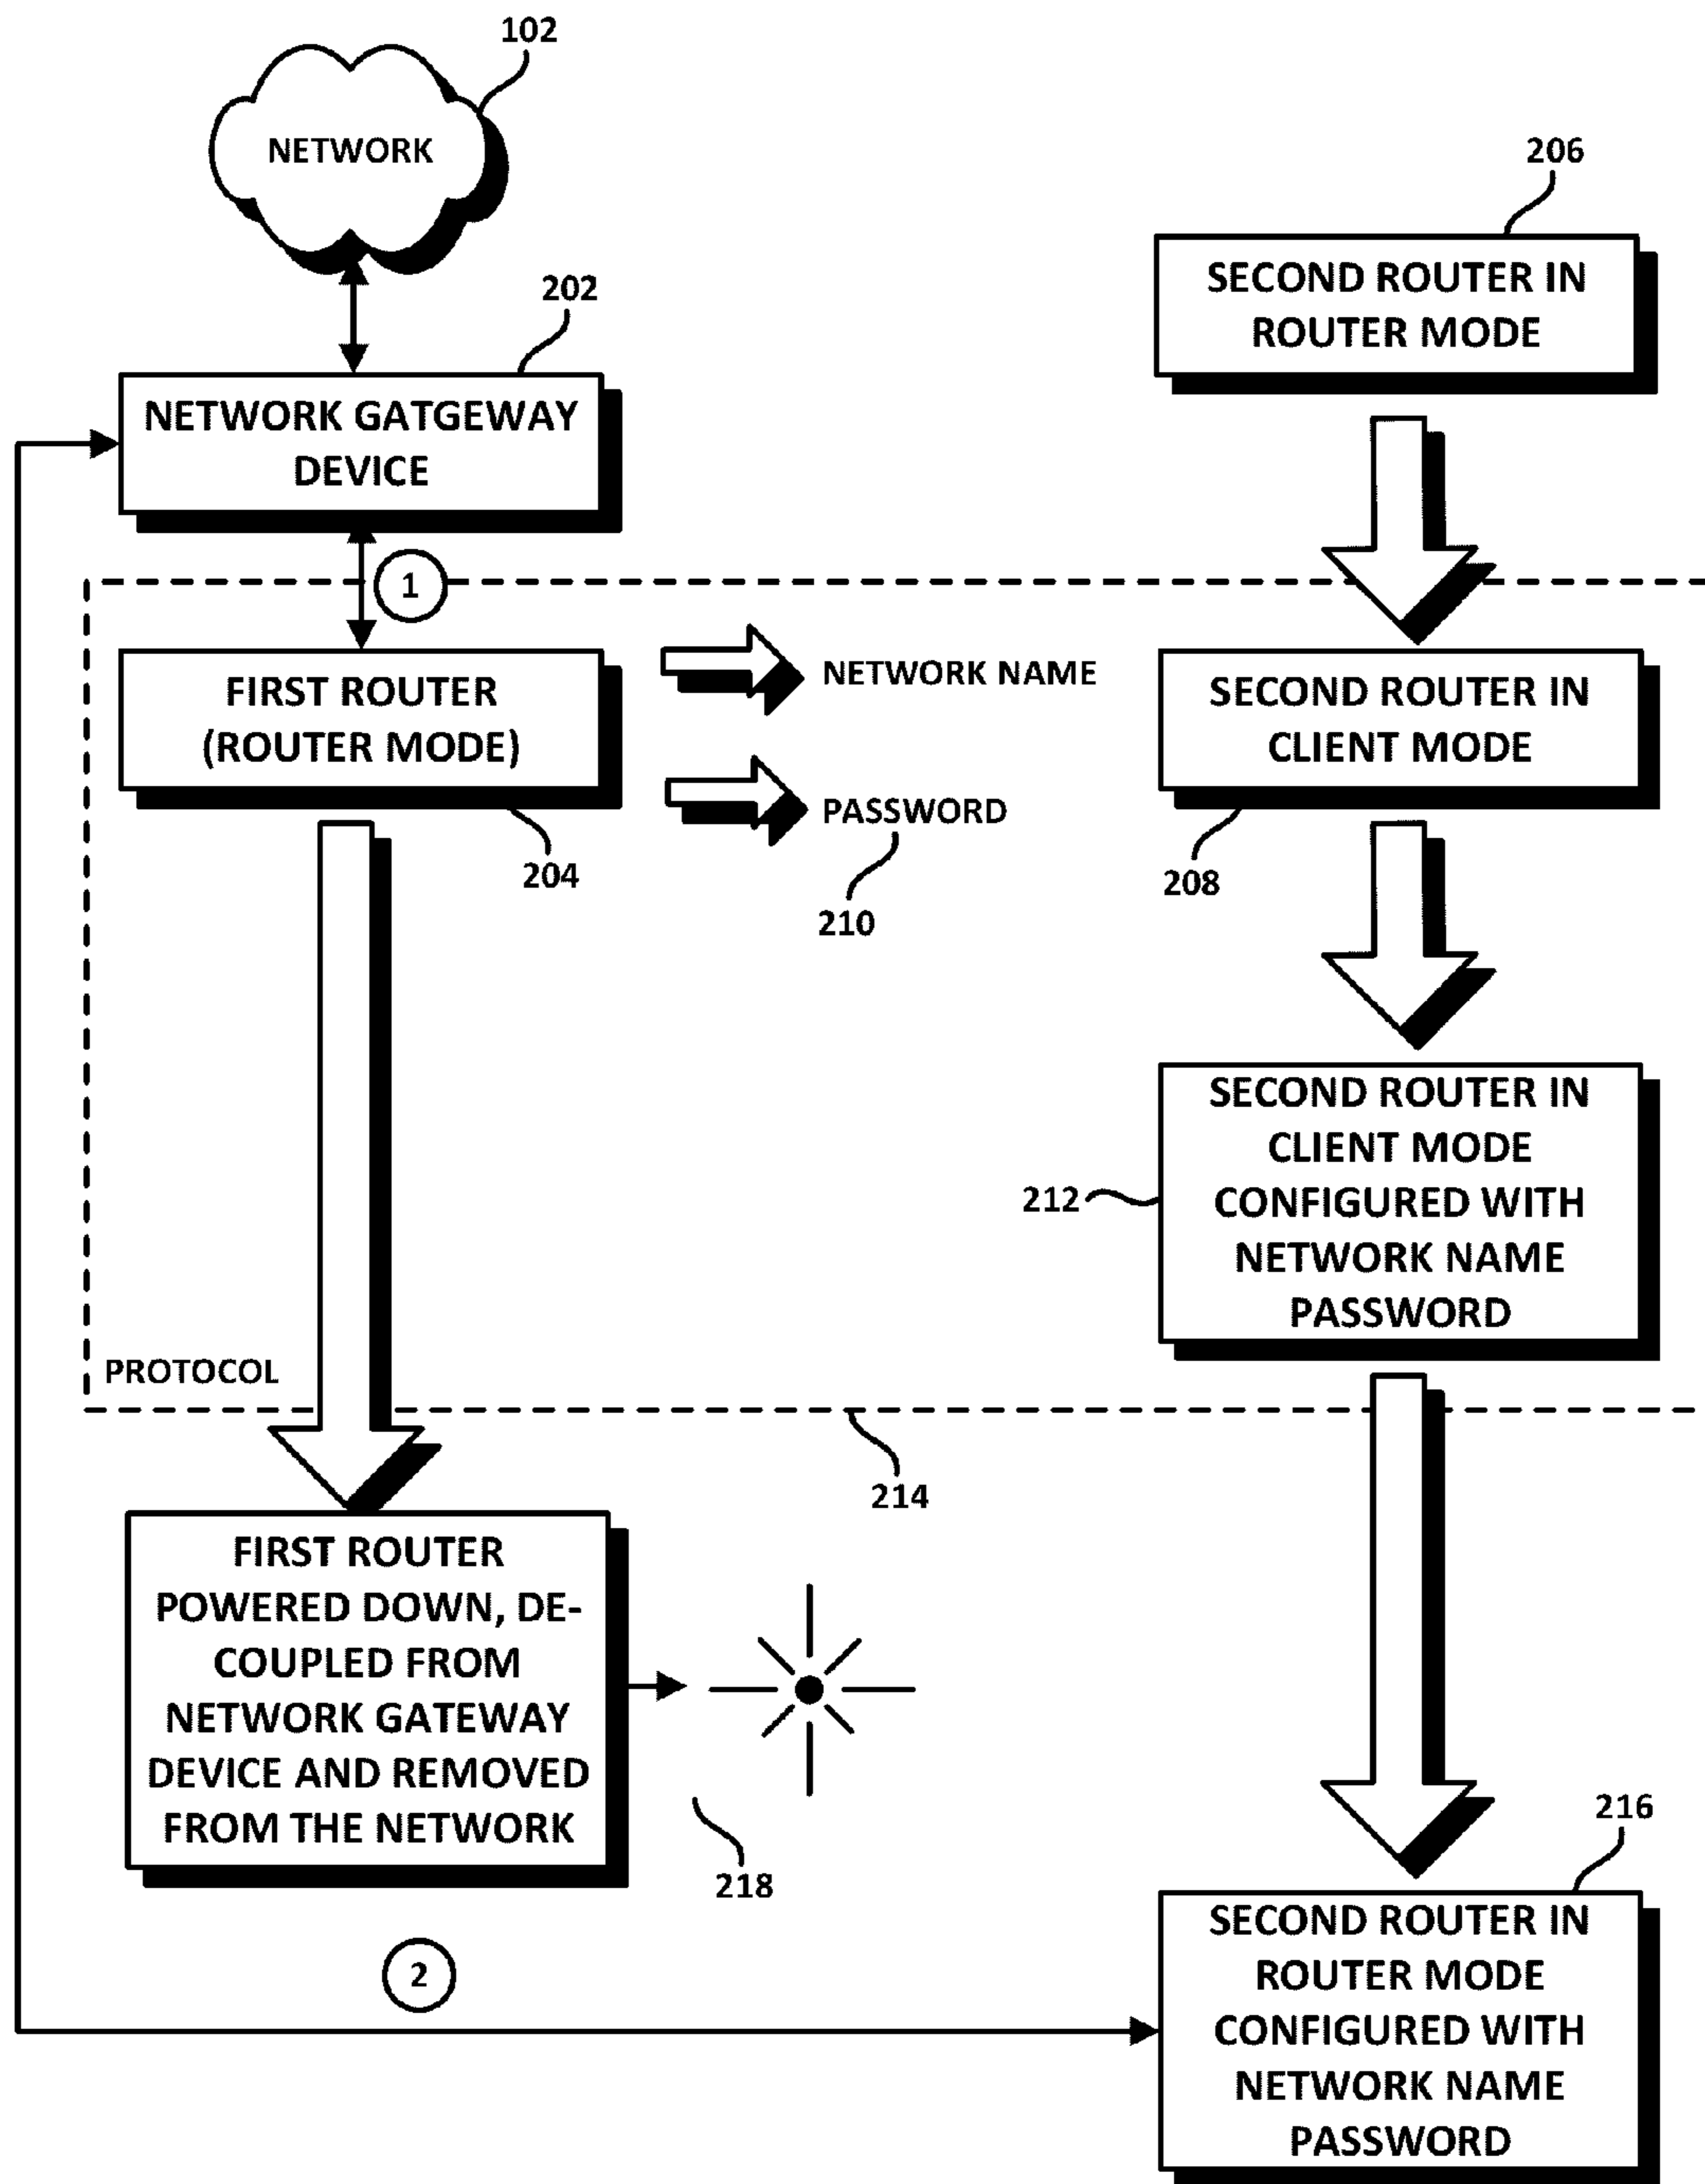 102
NETWORK
206
SECOND ROUTER IN
ROUTER MODE
202
NETWORK GATGEWAY
DEVICE
1
FIRST ROUTER
(ROUTER MODE)
204
NETWORK NAME
PASSWORD
210
SECOND ROUTER IN
CLIENT MODE
208
SECOND ROUTER IN
CLIENT MODE
CONFIGURED WITH
NETWORK NAME
PASSWORD
212
PROTOCOL
214
FIRST ROUTER
POWERED DOWN, DE-
COUPLED FROM
NETWORK GATEWAY
DEVICE AND REMOVED
FROM THE NETWORK
218
216
2
SECOND ROUTER IN
ROUTER MODE
CONFIGURED WITH
NETWORK NAME
PASSWORD